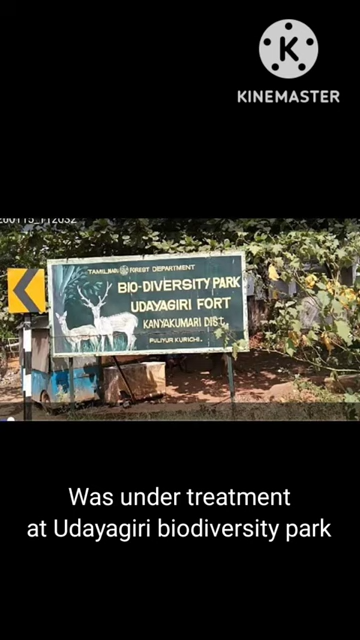 KINEMASTER
TAMILNADU FOREST DEPARTMENT
BIO-DIVERSITY PARK
UDAYAGIRI FORT
KANYAKUMARI DIST.
PULIYUR KURICHI.
Was under treatment
at Udayagiri biodiversity park